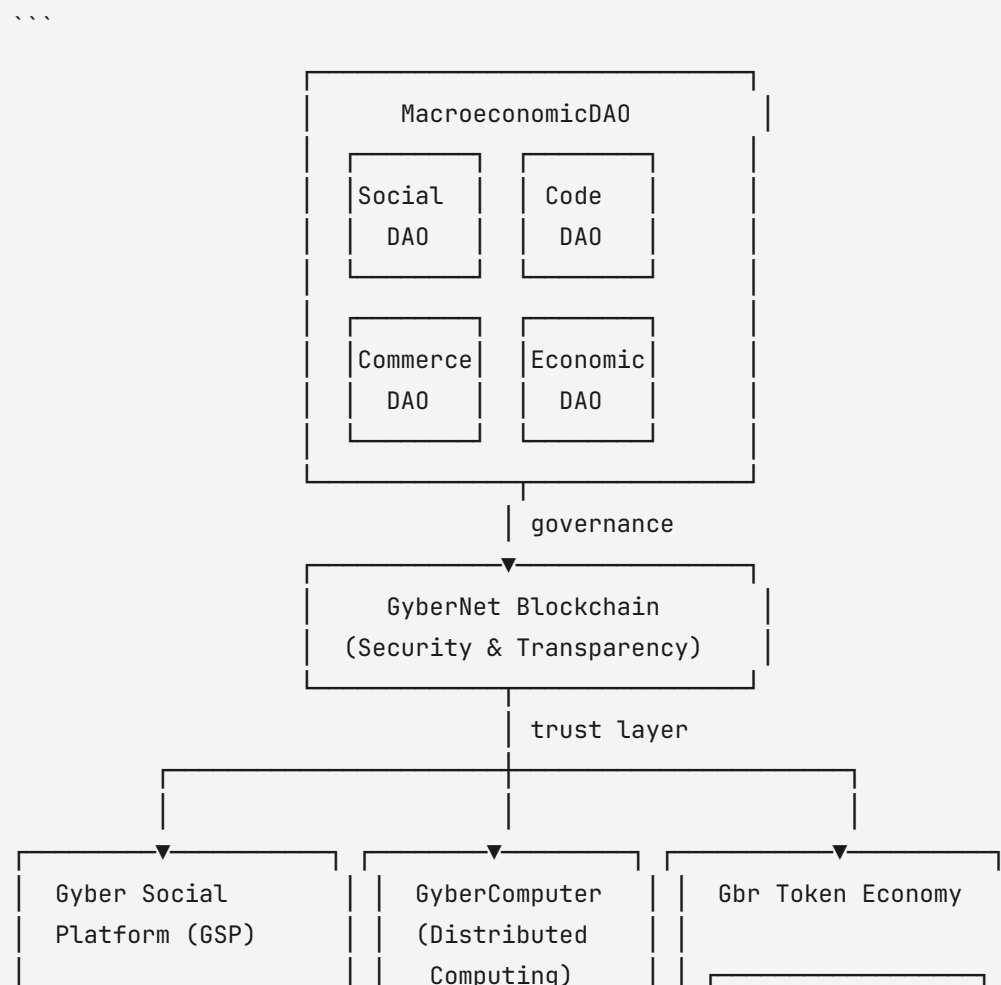 ```
MacroeconomicDAO
Social Code
DAO DAO
Commerce Economic
DAO DAO
governance
GyberNet Blockchain
(Security & Transparency)
trust layer
Gyber Social GyberComputer Gbr Token Economy
Platform (GSP) (Distributed
Computing)